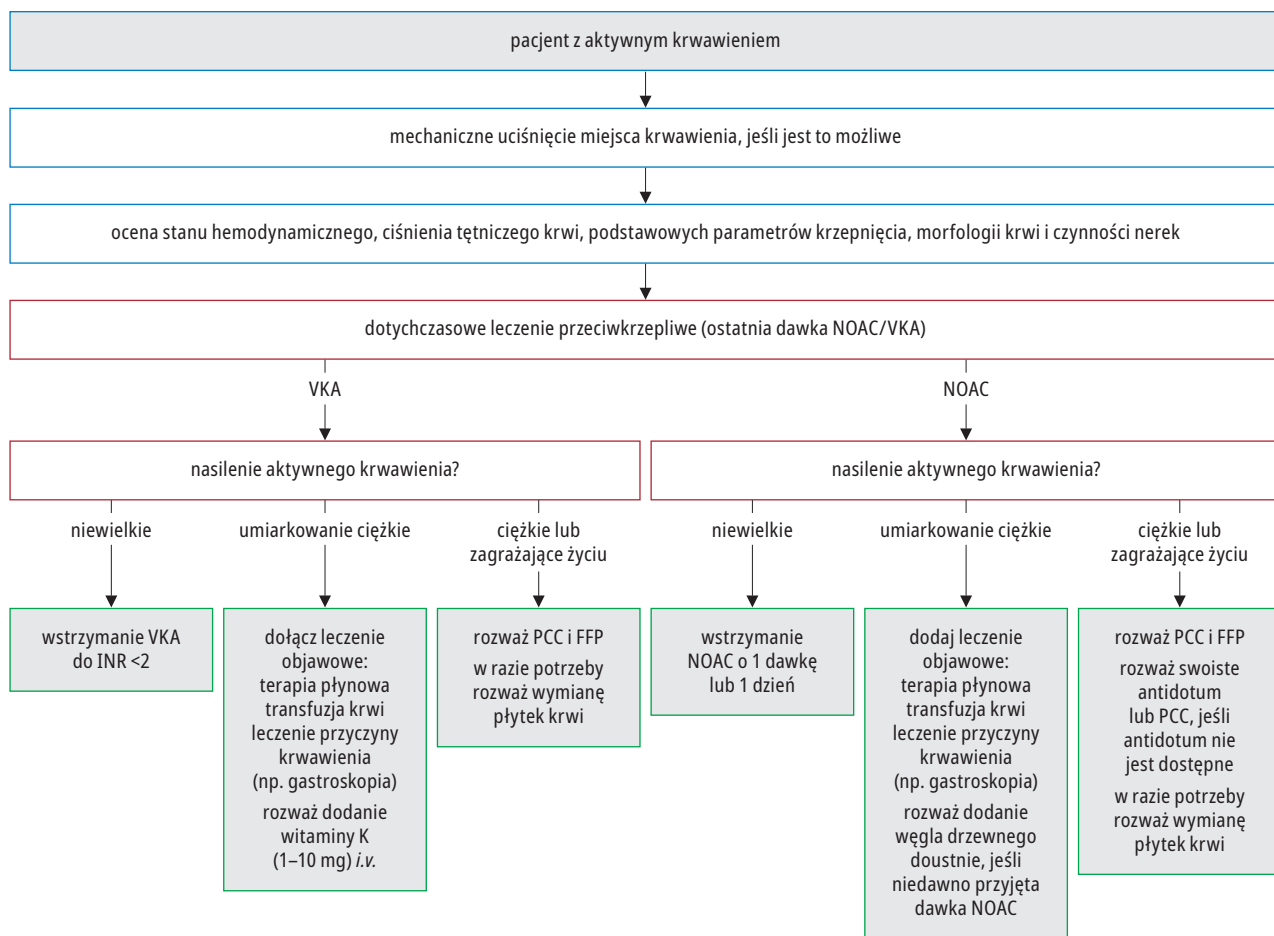 pacjent z aktywnym krwawieniem
mechaniczne uciśnięcie miejsca krwawienia, jeśli jest to możliwe
ocena stanu hemodynamicznego, ciśnienia tętniczego krwi, podstawowych parametrów krzepnięcia, morfologii krwi i czynności nerek
dotychczasowe leczenie przeciwkrzepliwe (ostatnia dawka NOAC/VKA)
VKA
NOAC
nasilenie aktywnego krwawienia?
nasilenie aktywnego krwawienia?
niewielkie
umiarkowanie ciężkie
ciężkie lub
zagrażające życiu
niewielkie
umiarkowanie ciężkie
ciężkie lub
zagrażające życiu
wstrzymanie VKA
do INR <2
dołącz leczenie
objawowe:
terapia płynowa
transfuzja krwi
leczenie przyczyny
krwawienia
(np. gastroskopia)
rozważ dodanie
witaminy K
(1–10 mg) i.v.
rozważ PCC i FFP
w razie potrzeby
rozważ wymianę
płytek krwi
wstrzymanie
NOAC o 1 dawkę
lub 1 dzień
dodaj leczenie
objawowe:
terapia płynowa
transfuzja krwi
leczenie przyczyny
krwawienia
(np. gastroskopia)
rozważ dodanie
węgla drzewnego
doustnie, jeśli
niedawno przyjęta
dawka NOAC
rozważ PCC i FFP
rozważ swoiste
antidotum
lub PCC, jeśli
antidotum nie
jest dostępne
w razie potrzeby
rozważ wymianę
płytek krwi